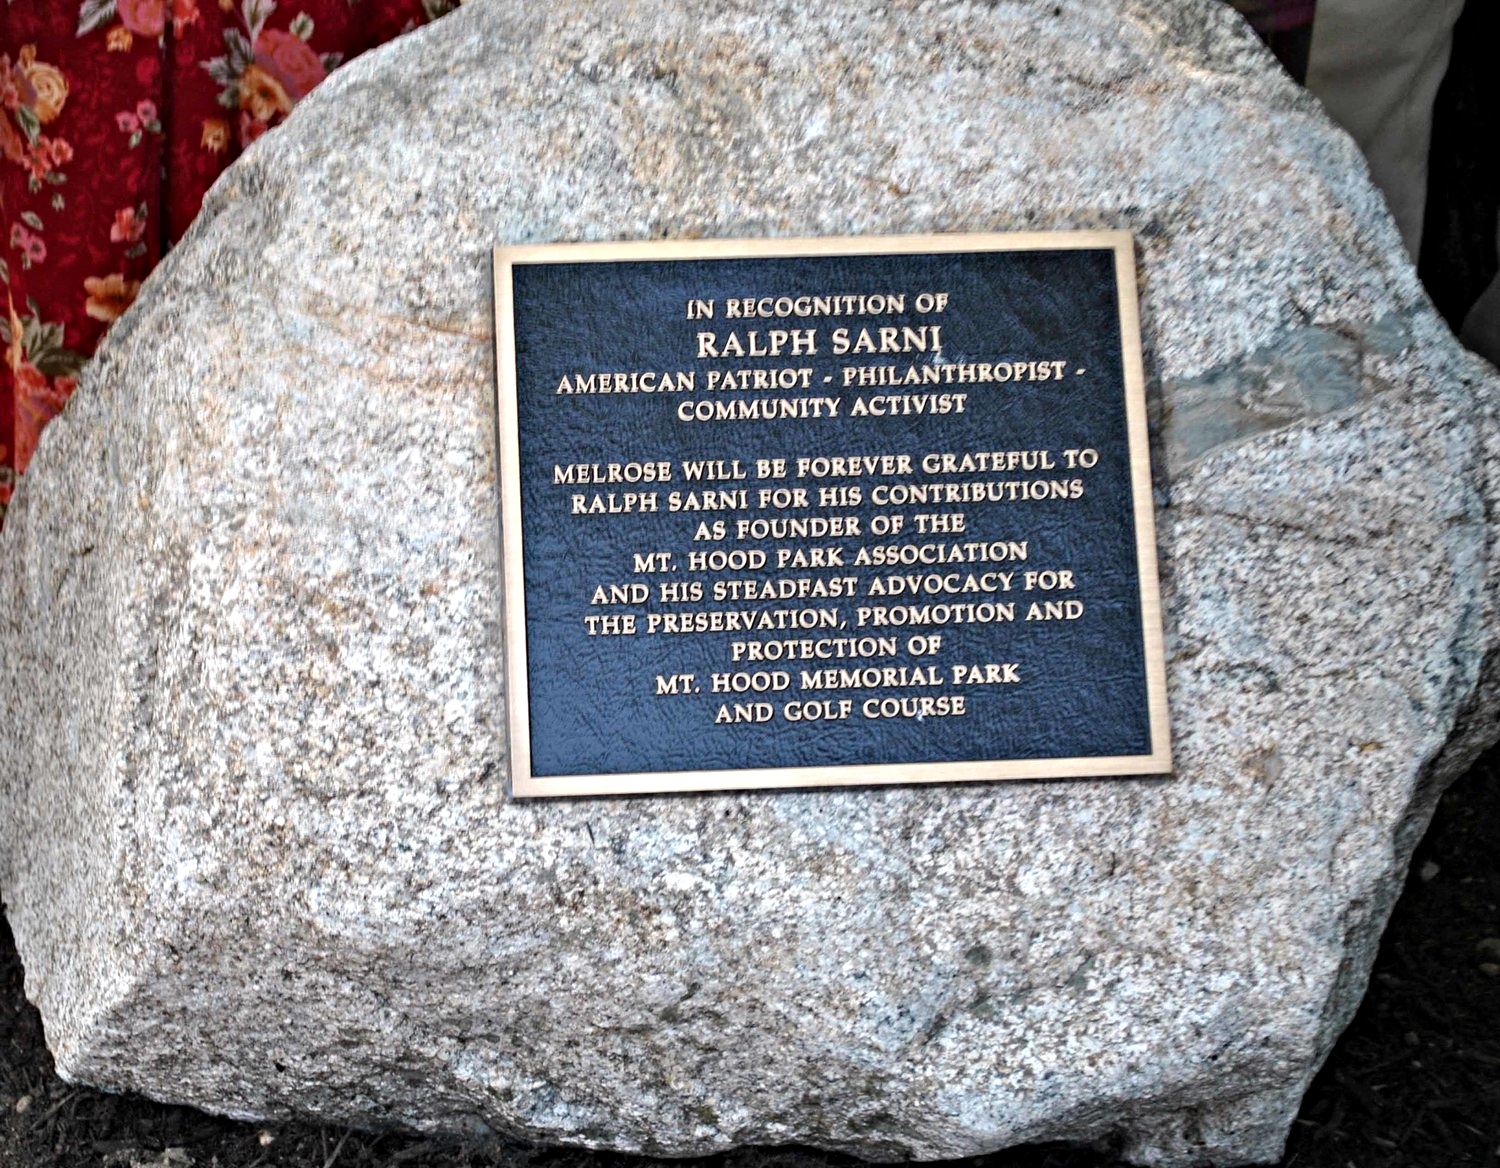 IN RECOGNITION OF
RALPH SARNI
AMERICAN PATRIOT - PHILANTHROPIST -
COMMUNITY ACTIVIST
MELROSE WILL BE FOREVER GRATEFUL TO
RALPH SARNI FOR HIS CONTRIBUTIONS
AS FOUNDER OF THE
MT. HOOD PARK ASSOCIATION
AND HIS STEADFAST ADVOCACY FOR
THE PRESERVATION, PROMOTION AND
PROTECTION OF
MT. HOOD MEMORIAL PARK
AND GOLF COURSE